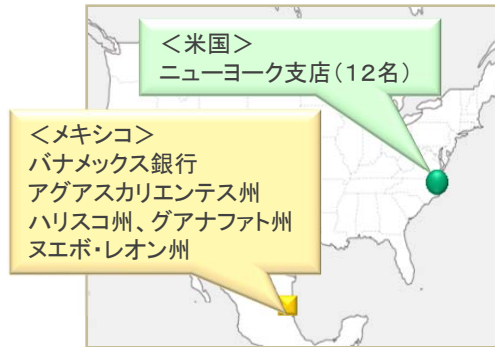 ＜米国＞
ニューヨーク支店（１２名）
＜メキシコ＞
バナメックス銀行
アグアスカリエンテス州
ハリスコ州、グアナファト州
ヌエボ・レオン州